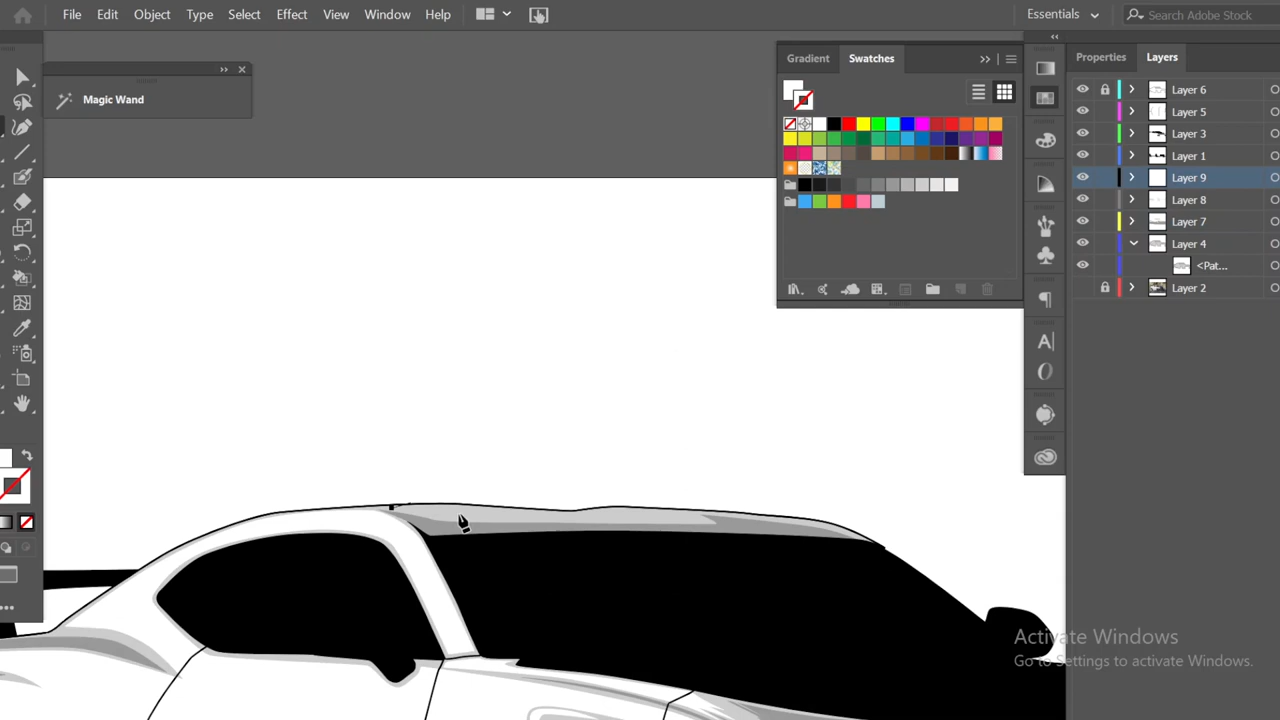 File Edit Object Type Select Effect View Window Help Essentials Search Adobe Stock
Magic Wand
Gradient Swatches
Properties Layers
Layer 6
Layer 5
Layer 3
Layer 1
Layer 9
Layer 8
Layer 7
Layer 4
<Pat...
Layer 2
Activate Windows
Go to Settings to activate Windows.